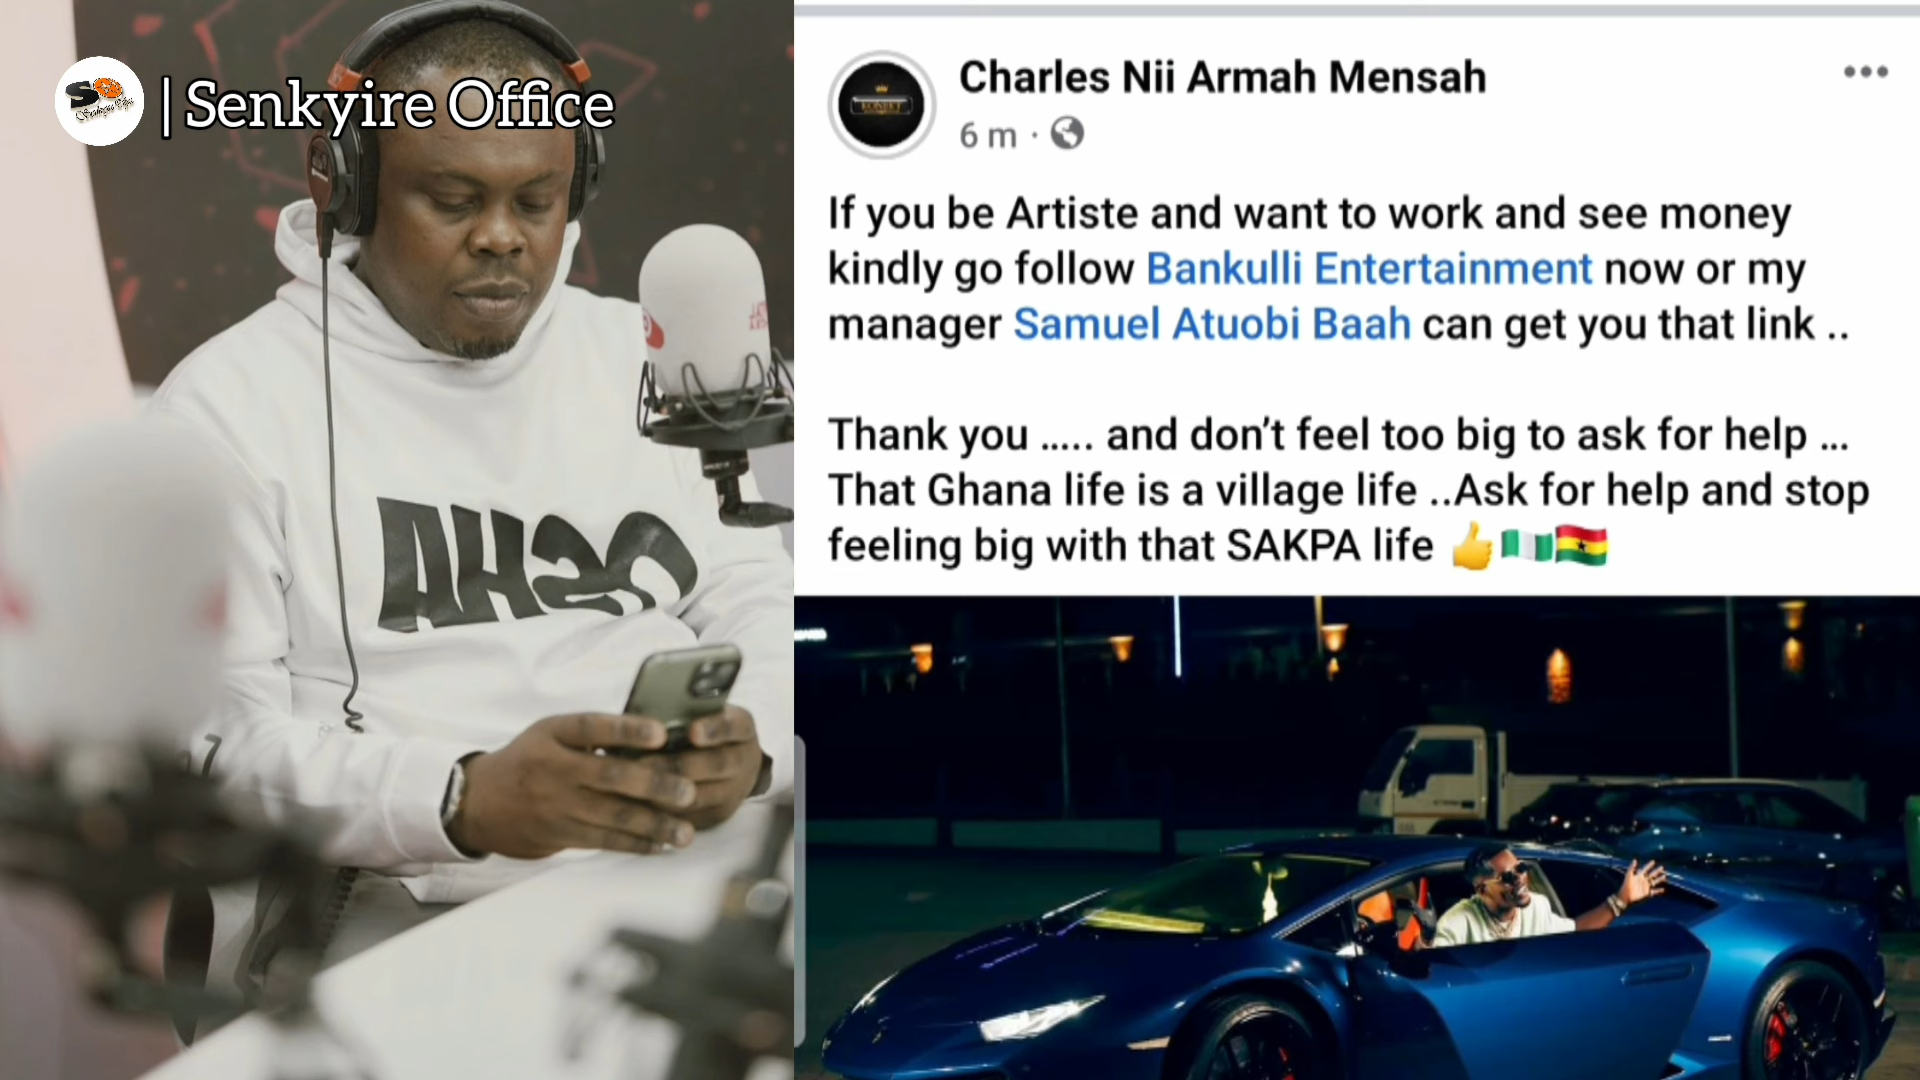 | Senkyire Office
AH2O
Charles Nii Armah Mensah
6 m ·
If you be Artiste and want to work and see money
kindly go follow Bankulli Entertainment now or my
manager Samuel Atuobi Baah can get you that link ..
Thank you ..... and don’t feel too big to ask for help ...
That Ghana life is a village life ..Ask for help and stop
feeling big with that SAKPA life 👍🇳🇬🇬🇭